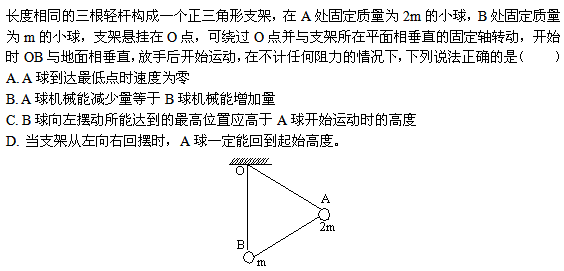 长度相同的三根轻杆构成一个正三角形支架，在 A 处固定质量为 2m 的小球，B 处固定质量
为 m 的小球，支架悬挂在 O 点，可绕过 O 点并与支架所在平面相垂直的固定轴转动，开始
时 OB 与地面相垂直，放手后开始运动，在不计任何阻力的情况下，下列说法正确的是（　　）
A. A 球到达最低点时速度为零
B. A 球机械能减少量等于 B 球机械能增加量
C. B 球向左摆动所能达到的最高位置应高于 A 球开始运动时的高度
D. 当支架从左向右回摆时，A 球一定能回到起始高度。
O
A
2m
B
m